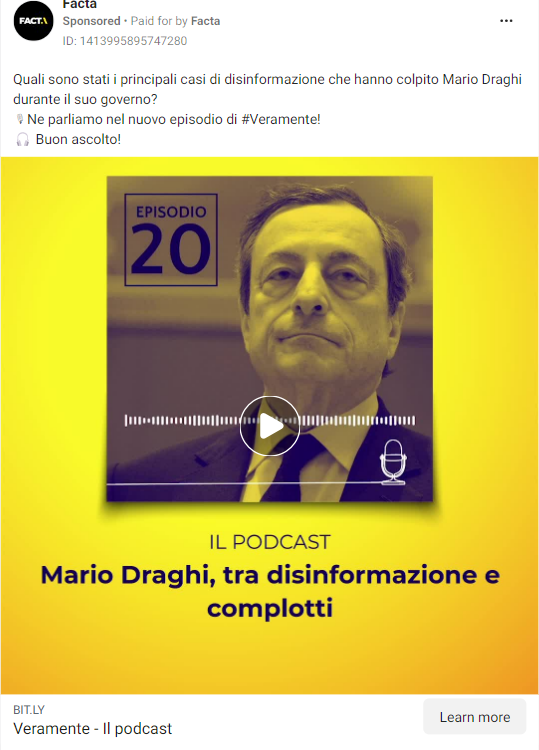 Facta
FACT.\
Sponsored • Paid for by Facta
ID: 1413995895747280
Quali sono stati i principali casi di disinformazione che hanno colpito Mario Draghi
durante il suo governo?
🎙Ne parliamo nel nuovo episodio di #Veramente!
🎧 Buon ascolto!
EPISODIO
20
IL PODCAST
Mario Draghi, tra disinformazione e
complotti
BIT.LY
Veramente - Il podcast
Learn more